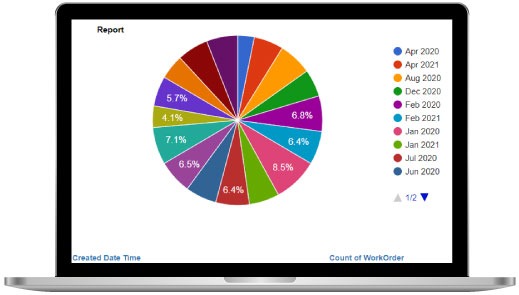 Report
Apr 2020
Apr 2021
Aug 2020
Dec 2020
Feb 2020
Feb 2021
Jan 2020
Jan 2021
Jul 2020
Jun 2020
1/2
6.8%
6.4%
8.5%
6.4%
6.5%
7.1%
4.1%
5.7%
Created Date Time
Count of WorkOrder